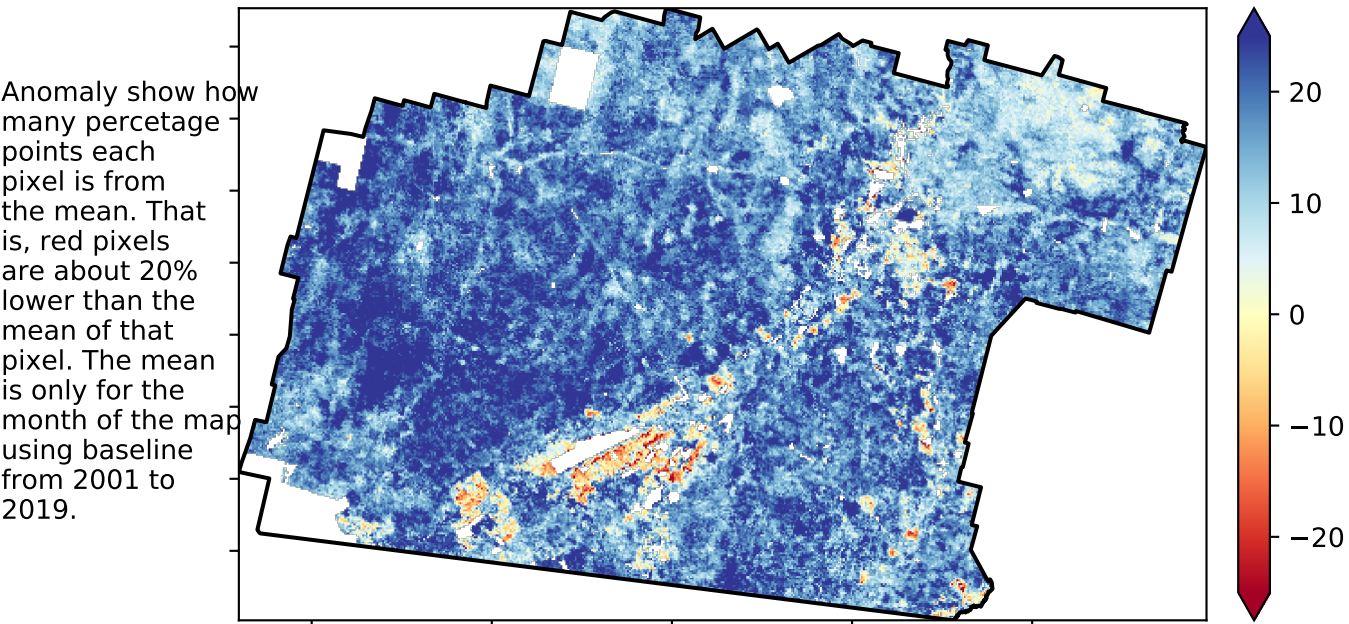 Anomaly show how
many percetage
points each
pixel is from
the mean. That
is, red pixels
are about 20%
lower than the
mean of that
pixel. The mean
is only for the
month of the map
using baseline
from 2001 to
2019.
20
10
0
−10
−20